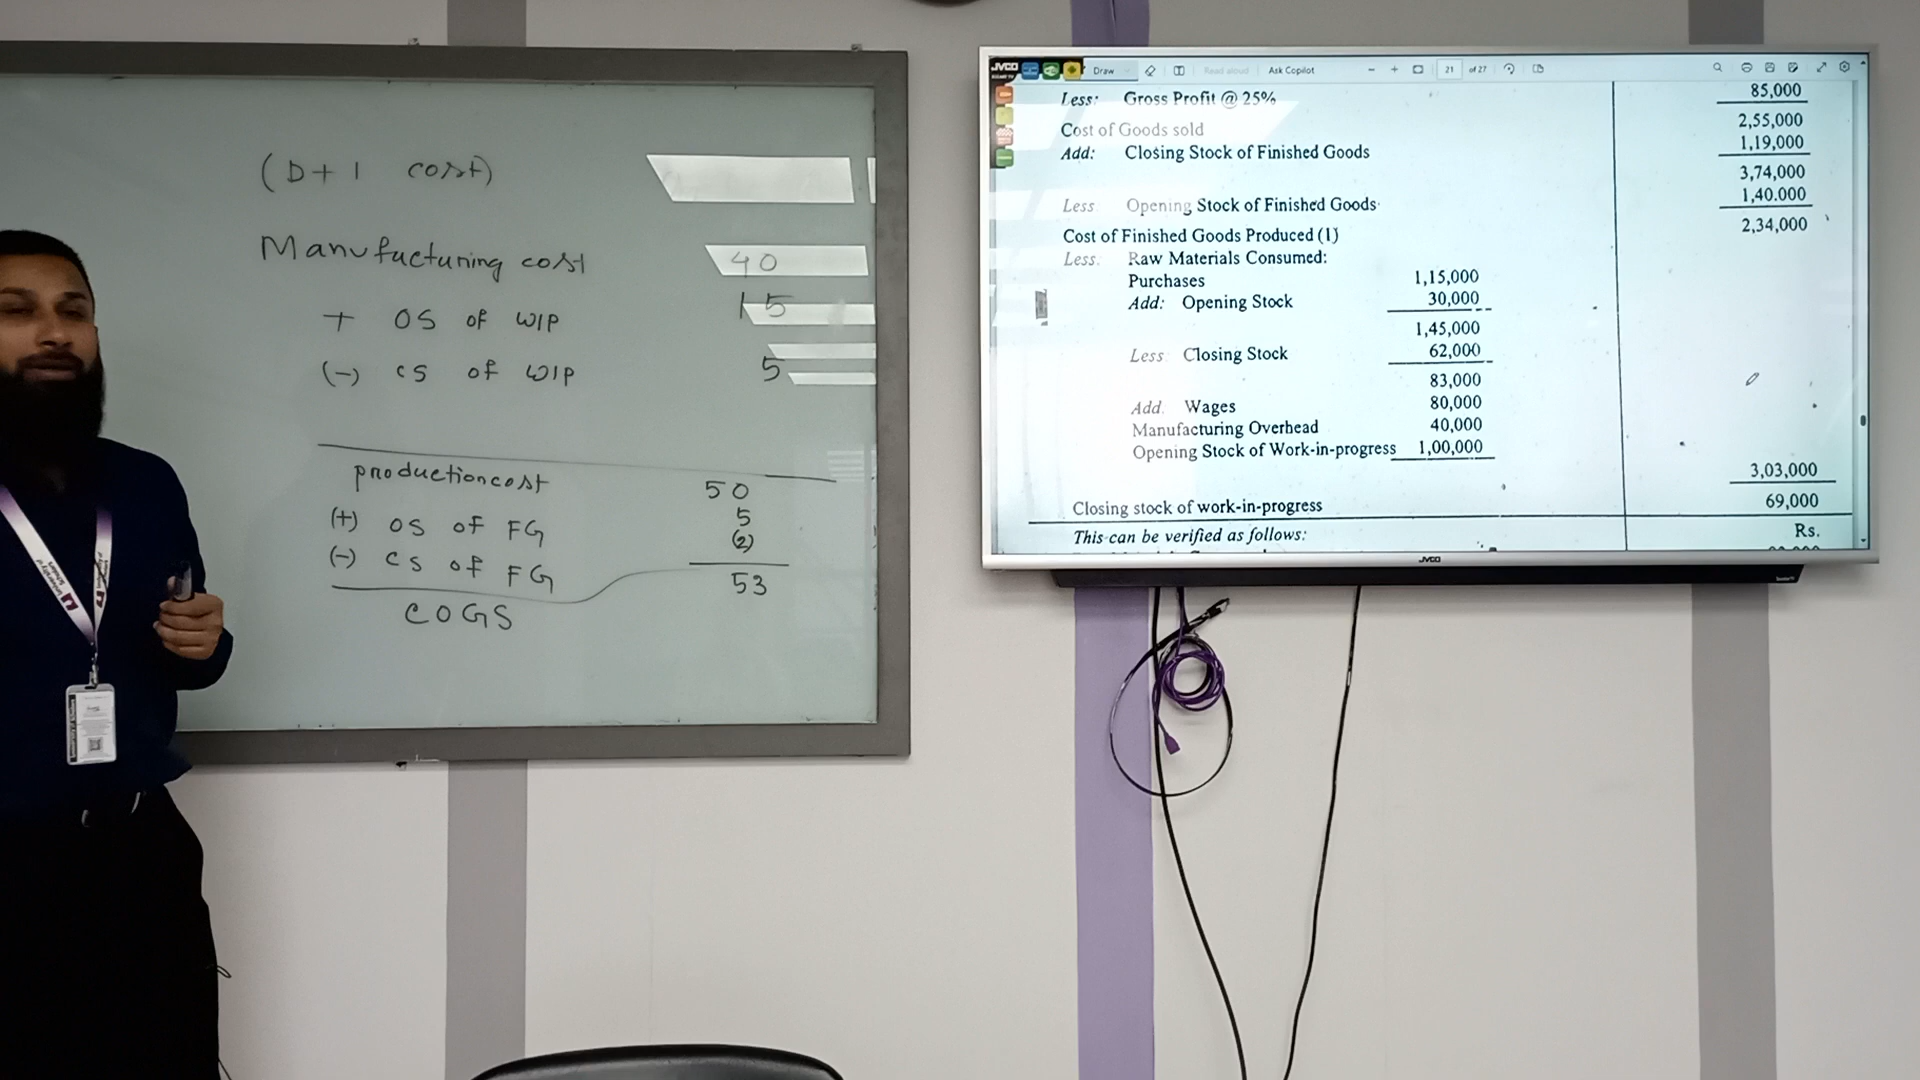 (D+I cost)
Manufacturing cost 40
+ OS of WIP 15
(-) CS of WIP 5
production cost 50
(+) OS of FG 5
(-) CS of FG (2)
COGS 53
JVCO
Draw Read aloud Ask Copilot - + 21 of 27
85,000
Less: Gross Profit @ 25%
Cost of Goods sold 2,55,000
Add: Closing Stock of Finished Goods 1,19,000
3,74,000
Less Opening Stock of Finished Goods 1,40.000
Cost of Finished Goods Produced (1) 2,34,000
Less. Raw Materials Consumed:
Purchases 1,15,000
Add: Opening Stock 30,000
1,45,000
Less Closing Stock 62,000
83,000
Add. Wages 80,000
Manufacturing Overhead 40,000
Opening Stock of Work-in-progress 1,00,000
3,03,000
Closing stock of work-in-progress 69,000
This can be verified as follows: Rs.
JVCO
University of Scholars